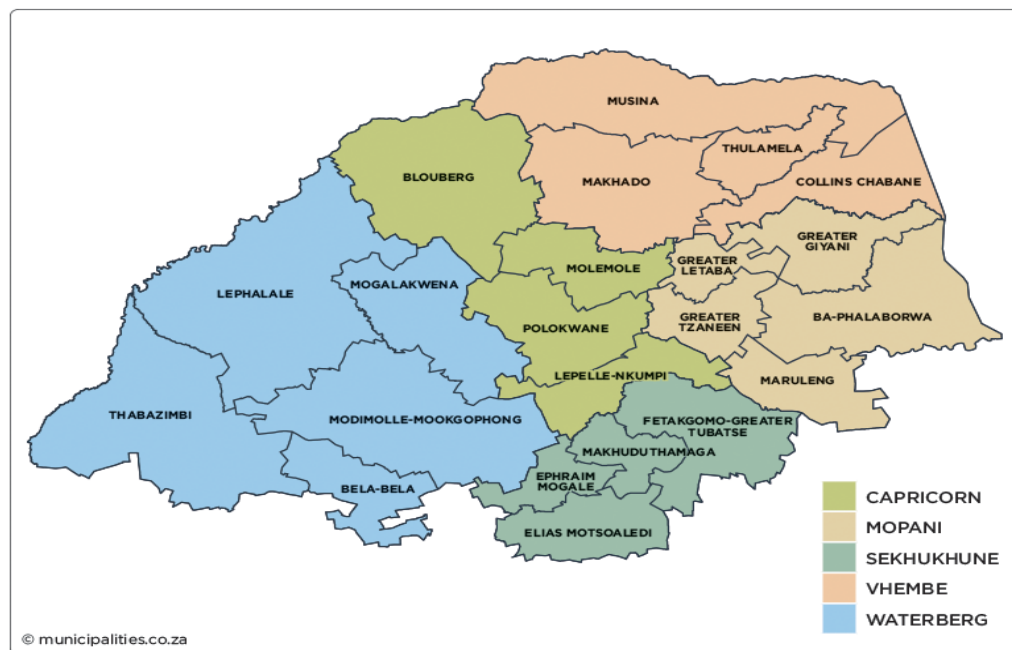 MUSINA
THULAMELA
BLOUBERG
MAKHADO
COLLINS CHABANE
GREATER
GIYANI
MOLEMOLE
GREATER
LETABA
LEPHALALE
MOGALAKWENA
POLOKWANE
GREATER
TZANEEN
BA-PHALABORWA
LEPELLE-NKUMPI
MARULENG
THABAZIMBI
MODIMOLLE-MOOKGOPHONG
FETAKGOMO-GREATER
TUBATSE
MAKHUDUTHAMAGA
EPHRAIM
MOGALE
BELA-BELA
ELIAS MOTSOALEDI
CAPRICORN
MOPANI
SEKHUKHUNE
VHEMBE
WATERBERG
© municipalities.co.za